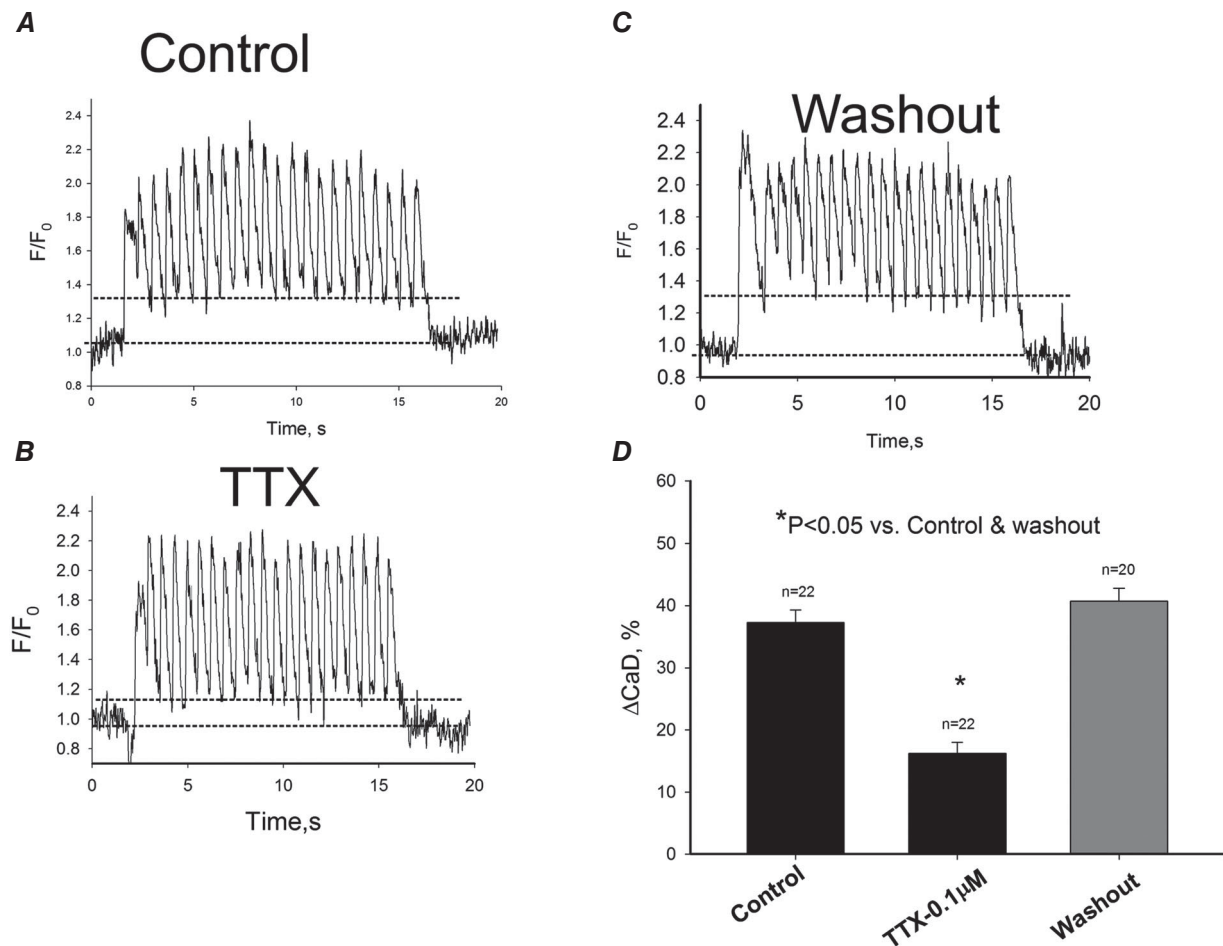 A
Control
F/F0
2.4
2.2
2.0
1.8
1.6
1.4
1.2
1.0
0.8
0 5 10 15 20
Time, s
B
TTX
F/F0
2.4
2.2
2.0
1.8
1.6
1.4
1.2
1.0
0.8
0 5 10 15 20
Time,s
C
Washout
F/F0
2.4
2.2
2.0
1.8
1.6
1.4
1.2
1.0
0.8
0 5 10 15 20
Time,s
D
*P<0.05 vs. Control & washout
ΔCaD, %
60
50
40
30
20
10
0
n=22
*
n=22
n=20
Control
TTX-0.1µM
Washout